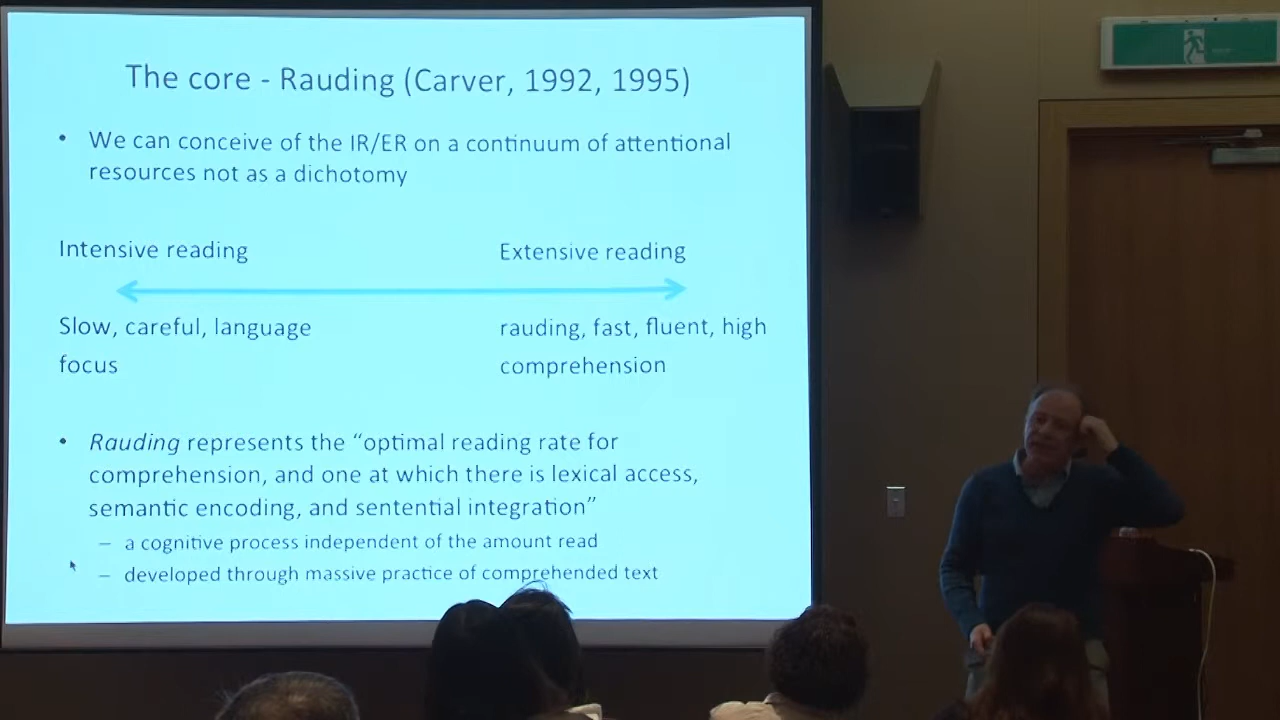 The core - Rauding (Carver, 1992, 1995)
• We can conceive of the IR/ER on a continuum of attentional
resources not as a dichotomy
Intensive reading
Extensive reading
Slow, careful, language
focus
rauding, fast, fluent, high
comprehension
• Rauding represents the “optimal reading rate for
comprehension, and one at which there is lexical access,
semantic encoding, and sentential integration”
– a cognitive process independent of the amount read
– developed through massive practice of comprehended text